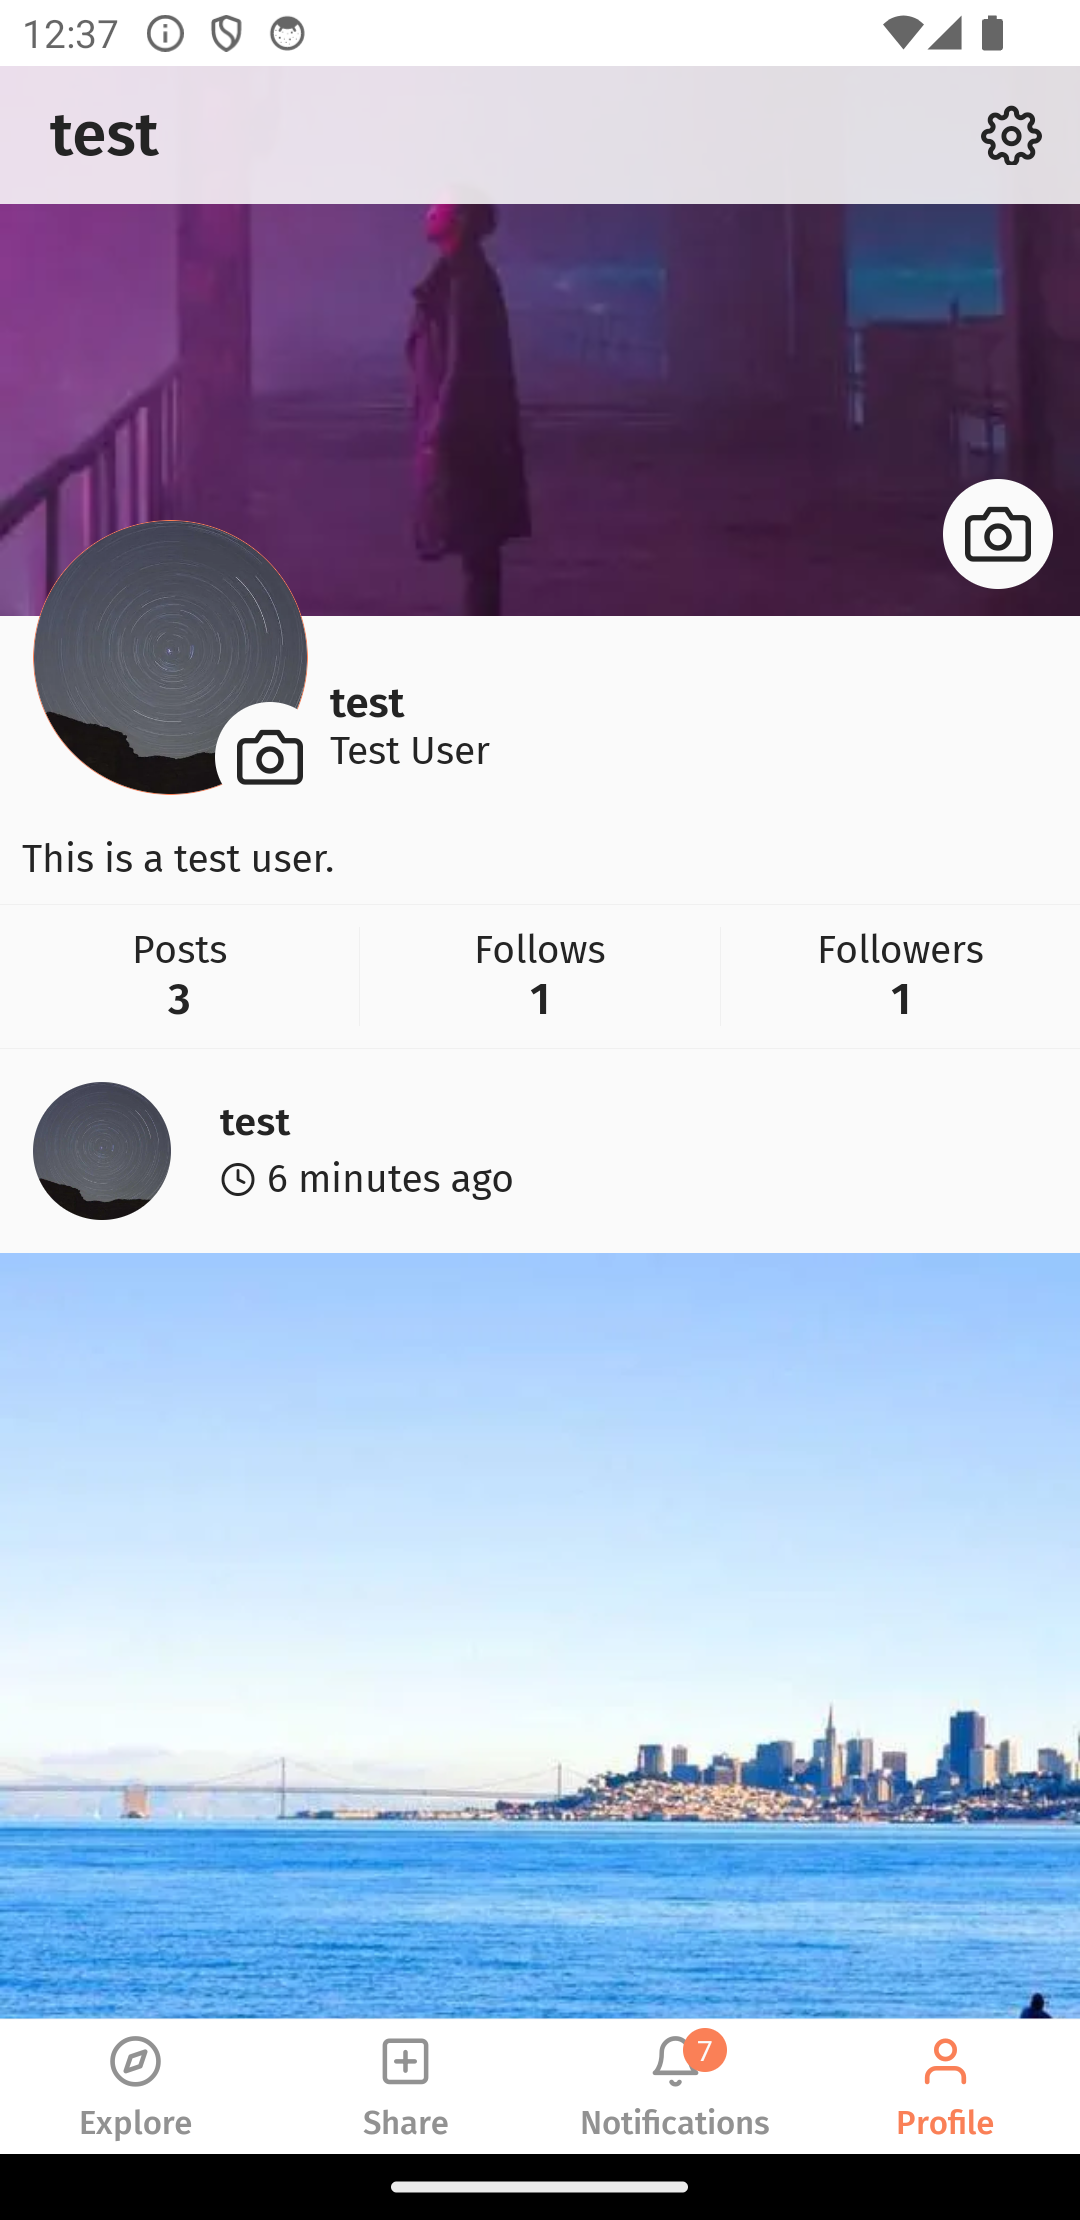 12:37
test
test
Test User
This is a test user.
Posts
3
Follows
1
Followers
1
test
6 minutes ago
7
Explore
Share
Notifications
Profile